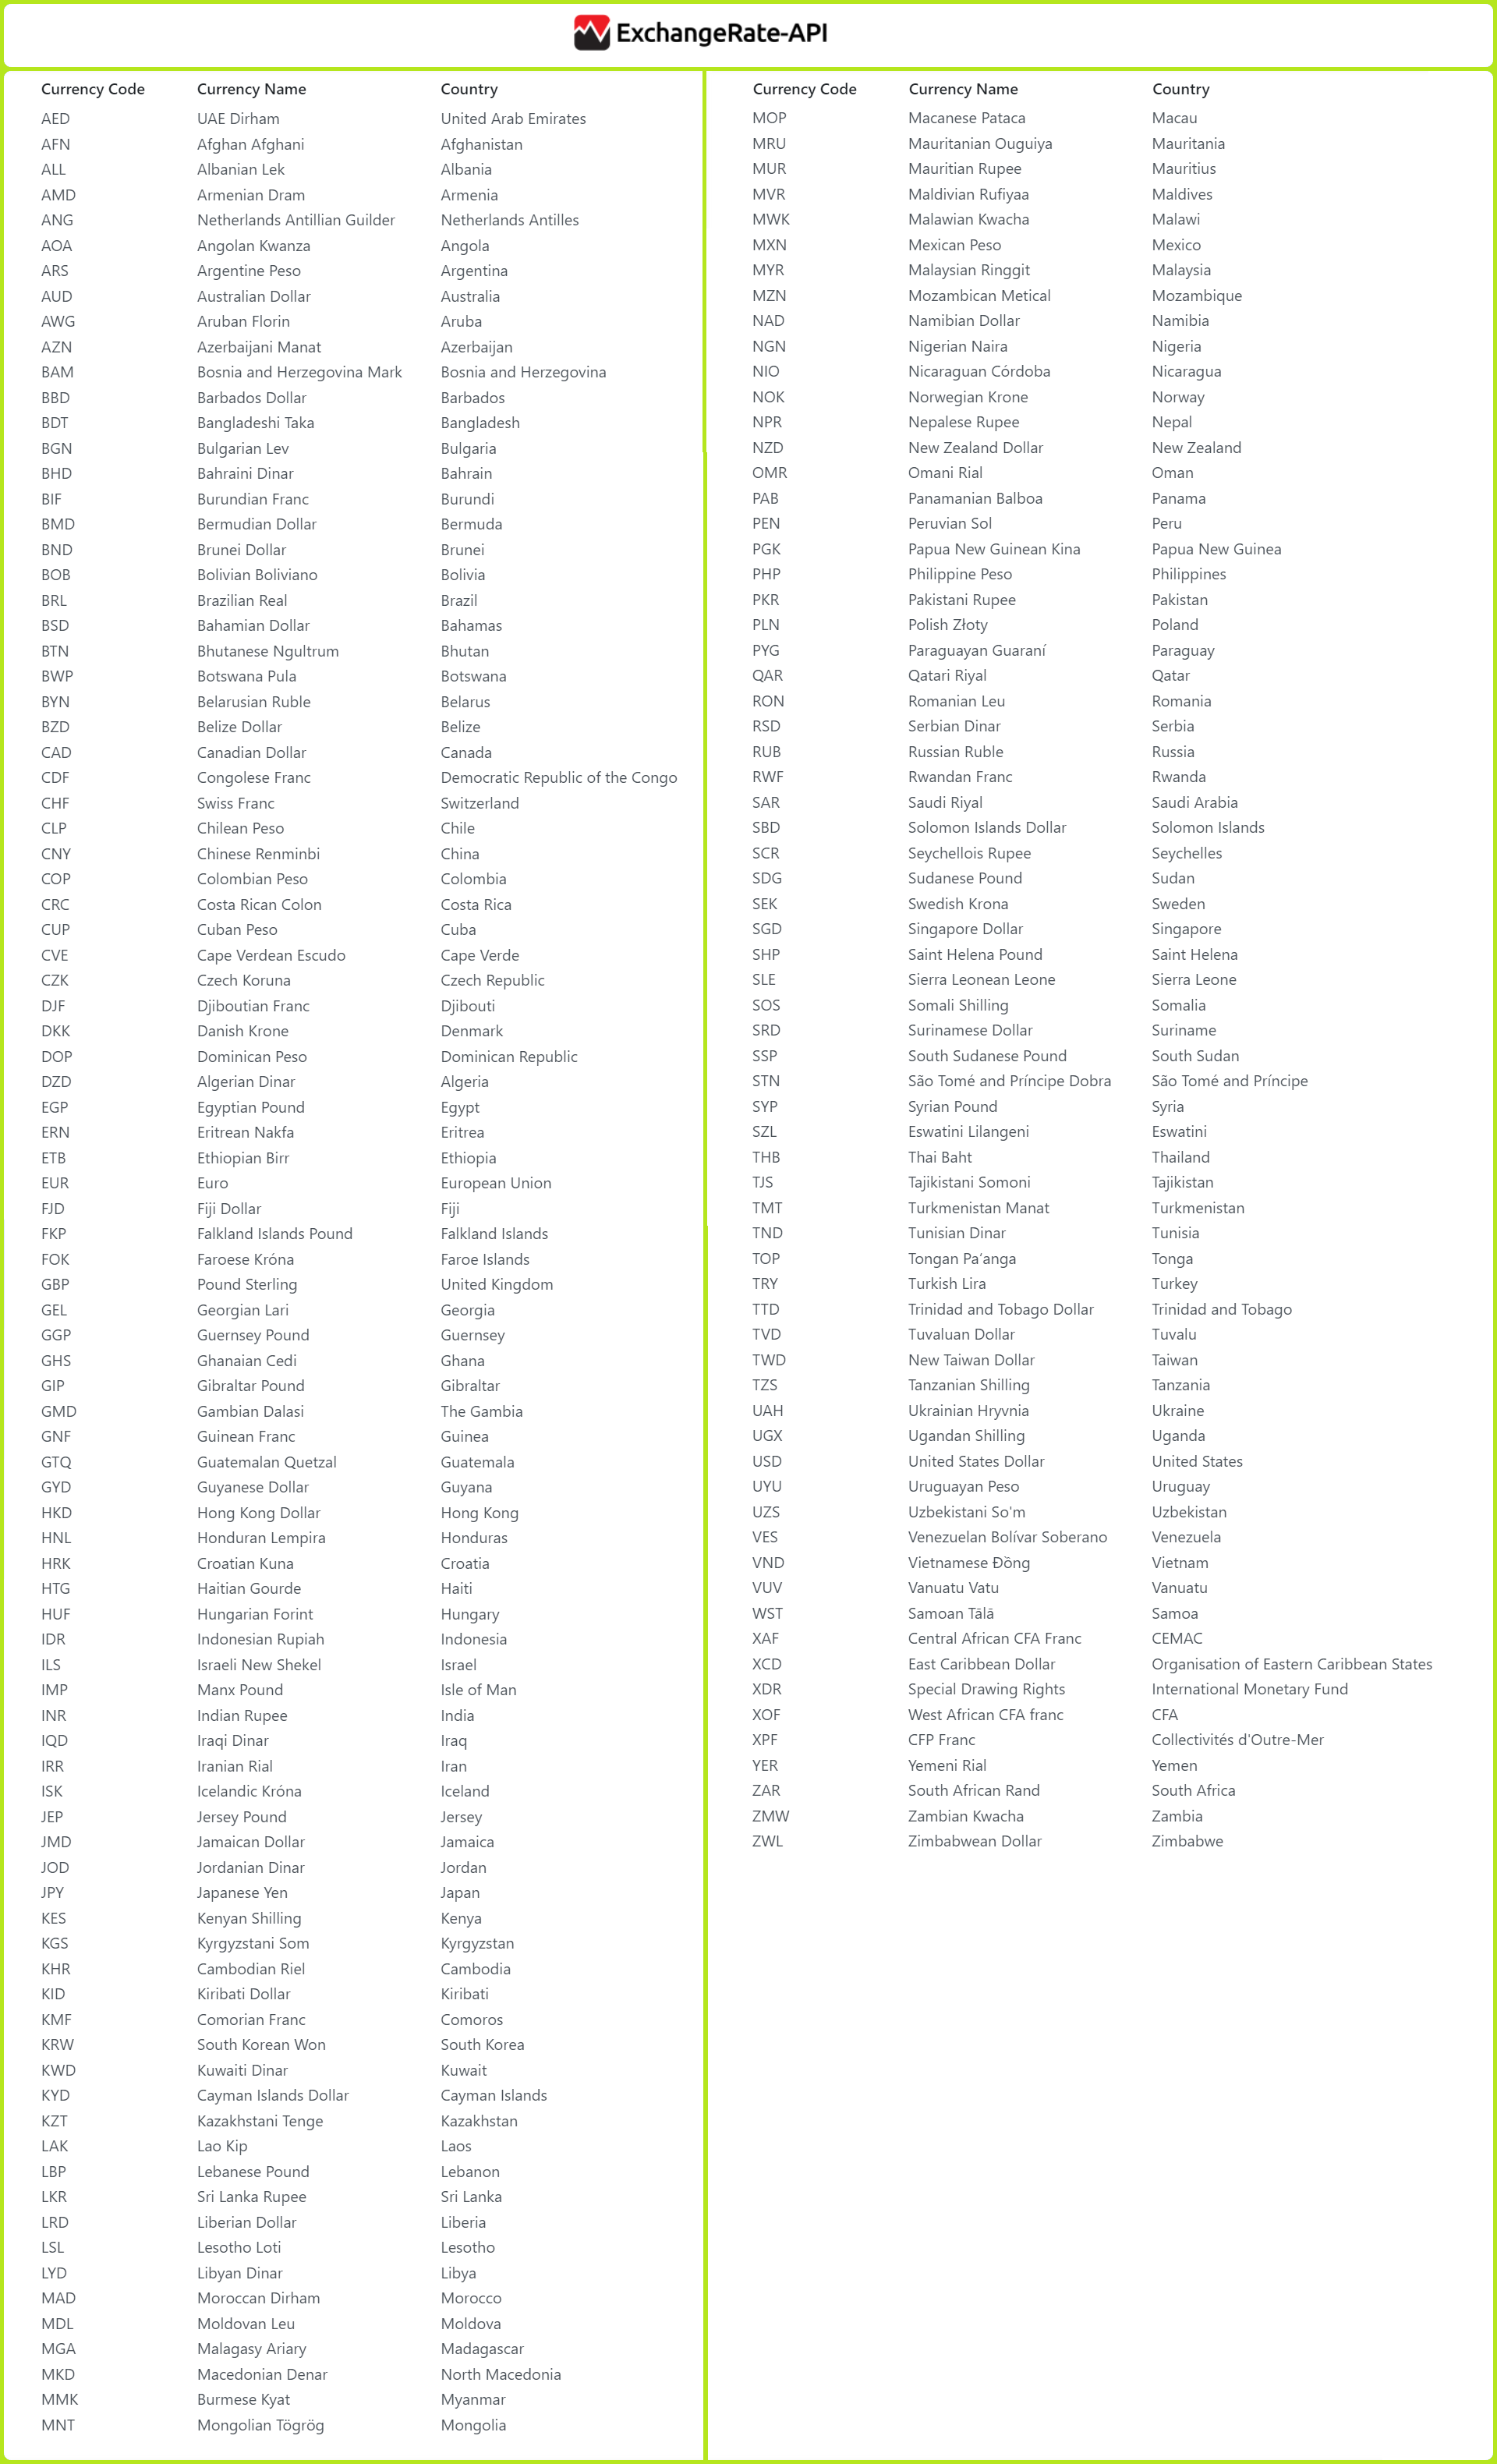 ExchangeRate-API
Currency Code Currency Name Country
AED UAE Dirham United Arab Emirates
AFN Afghan Afghani Afghanistan
ALL Albanian Lek Albania
AMD Armenian Dram Armenia
ANG Netherlands Antillian Guilder Netherlands Antilles
AOA Angolan Kwanza Angola
ARS Argentine Peso Argentina
AUD Australian Dollar Australia
AWG Aruban Florin Aruba
AZN Azerbaijani Manat Azerbaijan
BAM Bosnia and Herzegovina Mark Bosnia and Herzegovina
BBD Barbados Dollar Barbados
BDT Bangladeshi Taka Bangladesh
BGN Bulgarian Lev Bulgaria
BHD Bahraini Dinar Bahrain
BIF Burundian Franc Burundi
BMD Bermudian Dollar Bermuda
BND Brunei Dollar Brunei
BOB Bolivian Boliviano Bolivia
BRL Brazilian Real Brazil
BSD Bahamian Dollar Bahamas
BTN Bhutanese Ngultrum Bhutan
BWP Botswana Pula Botswana
BYN Belarusian Ruble Belarus
BZD Belize Dollar Belize
CAD Canadian Dollar Canada
CDF Congolese Franc Democratic Republic of the Congo
CHF Swiss Franc Switzerland
CLP Chilean Peso Chile
CNY Chinese Renminbi China
COP Colombian Peso Colombia
CRC Costa Rican Colon Costa Rica
CUP Cuban Peso Cuba
CVE Cape Verdean Escudo Cape Verde
CZK Czech Koruna Czech Republic
DJF Djiboutian Franc Djibouti
DKK Danish Krone Denmark
DOP Dominican Peso Dominican Republic
DZD Algerian Dinar Algeria
EGP Egyptian Pound Egypt
ERN Eritrean Nakfa Eritrea
ETB Ethiopian Birr Ethiopia
EUR Euro European Union
FJD Fiji Dollar Fiji
FKP Falkland Islands Pound Falkland Islands
FOK Faroese Króna Faroe Islands
GBP Pound Sterling United Kingdom
GEL Georgian Lari Georgia
GGP Guernsey Pound Guernsey
GHS Ghanaian Cedi Ghana
GIP Gibraltar Pound Gibraltar
GMD Gambian Dalasi The Gambia
GNF Guinean Franc Guinea
GTQ Guatemalan Quetzal Guatemala
GYD Guyanese Dollar Guyana
HKD Hong Kong Dollar Hong Kong
HNL Honduran Lempira Honduras
HRK Croatian Kuna Croatia
HTG Haitian Gourde Haiti
HUF Hungarian Forint Hungary
IDR Indonesian Rupiah Indonesia
ILS Israeli New Shekel Israel
IMP Manx Pound Isle of Man
INR Indian Rupee India
IQD Iraqi Dinar Iraq
IRR Iranian Rial Iran
ISK Icelandic Króna Iceland
JEP Jersey Pound Jersey
JMD Jamaican Dollar Jamaica
JOD Jordanian Dinar Jordan
JPY Japanese Yen Japan
KES Kenyan Shilling Kenya
KGS Kyrgyzstani Som Kyrgyzstan
KHR Cambodian Riel Cambodia
KID Kiribati Dollar Kiribati
KMF Comorian Franc Comoros
KRW South Korean Won South Korea
KWD Kuwaiti Dinar Kuwait
KYD Cayman Islands Dollar Cayman Islands
KZT Kazakhstani Tenge Kazakhstan
LAK Lao Kip Laos
LBP Lebanese Pound Lebanon
LKR Sri Lanka Rupee Sri Lanka
LRD Liberian Dollar Liberia
LSL Lesotho Loti Lesotho
LYD Libyan Dinar Libya
MAD Moroccan Dirham Morocco
MDL Moldovan Leu Moldova
MGA Malagasy Ariary Madagascar
MKD Macedonian Denar North Macedonia
MMK Burmese Kyat Myanmar
MNT Mongolian Tögrög Mongolia
Currency Code Currency Name Country
MOP Macanese Pataca Macau
MRU Mauritanian Ouguiya Mauritania
MUR Mauritian Rupee Mauritius
MVR Maldivian Rufiyaa Maldives
MWK Malawian Kwacha Malawi
MXN Mexican Peso Mexico
MYR Malaysian Ringgit Malaysia
MZN Mozambican Metical Mozambique
NAD Namibian Dollar Namibia
NGN Nigerian Naira Nigeria
NIO Nicaraguan Córdoba Nicaragua
NOK Norwegian Krone Norway
NPR Nepalese Rupee Nepal
NZD New Zealand Dollar New Zealand
OMR Omani Rial Oman
PAB Panamanian Balboa Panama
PEN Peruvian Sol Peru
PGK Papua New Guinean Kina Papua New Guinea
PHP Philippine Peso Philippines
PKR Pakistani Rupee Pakistan
PLN Polish Złoty Poland
PYG Paraguayan Guaraní Paraguay
QAR Qatari Riyal Qatar
RON Romanian Leu Romania
RSD Serbian Dinar Serbia
RUB Russian Ruble Russia
RWF Rwandan Franc Rwanda
SAR Saudi Riyal Saudi Arabia
SBD Solomon Islands Dollar Solomon Islands
SCR Seychellois Rupee Seychelles
SDG Sudanese Pound Sudan
SEK Swedish Krona Sweden
SGD Singapore Dollar Singapore
SHP Saint Helena Pound Saint Helena
SLE Sierra Leonean Leone Sierra Leone
SOS Somali Shilling Somalia
SRD Surinamese Dollar Suriname
SSP South Sudanese Pound South Sudan
STN São Tomé and Príncipe Dobra São Tomé and Príncipe
SYP Syrian Pound Syria
SZL Eswatini Lilangeni Eswatini
THB Thai Baht Thailand
TJS Tajikistani Somoni Tajikistan
TMT Turkmenistan Manat Turkmenistan
TND Tunisian Dinar Tunisia
TOP Tongan Paʻanga Tonga
TRY Turkish Lira Turkey
TTD Trinidad and Tobago Dollar Trinidad and Tobago
TVD Tuvaluan Dollar Tuvalu
TWD New Taiwan Dollar Taiwan
TZS Tanzanian Shilling Tanzania
UAH Ukrainian Hryvnia Ukraine
UGX Ugandan Shilling Uganda
USD United States Dollar United States
UYU Uruguayan Peso Uruguay
UZS Uzbekistani So'm Uzbekistan
VES Venezuelan Bolívar Soberano Venezuela
VND Vietnamese Đồng Vietnam
VUV Vanuatu Vatu Vanuatu
WST Samoan Tālā Samoa
XAF Central African CFA Franc CEMAC
XCD East Caribbean Dollar Organisation of Eastern Caribbean States
XDR Special Drawing Rights International Monetary Fund
XOF West African CFA franc CFA
XPF CFP Franc Collectivités d'Outre-Mer
YER Yemeni Rial Yemen
ZAR South African Rand South Africa
ZMW Zambian Kwacha Zambia
ZWL Zimbabwean Dollar Zimbabwe